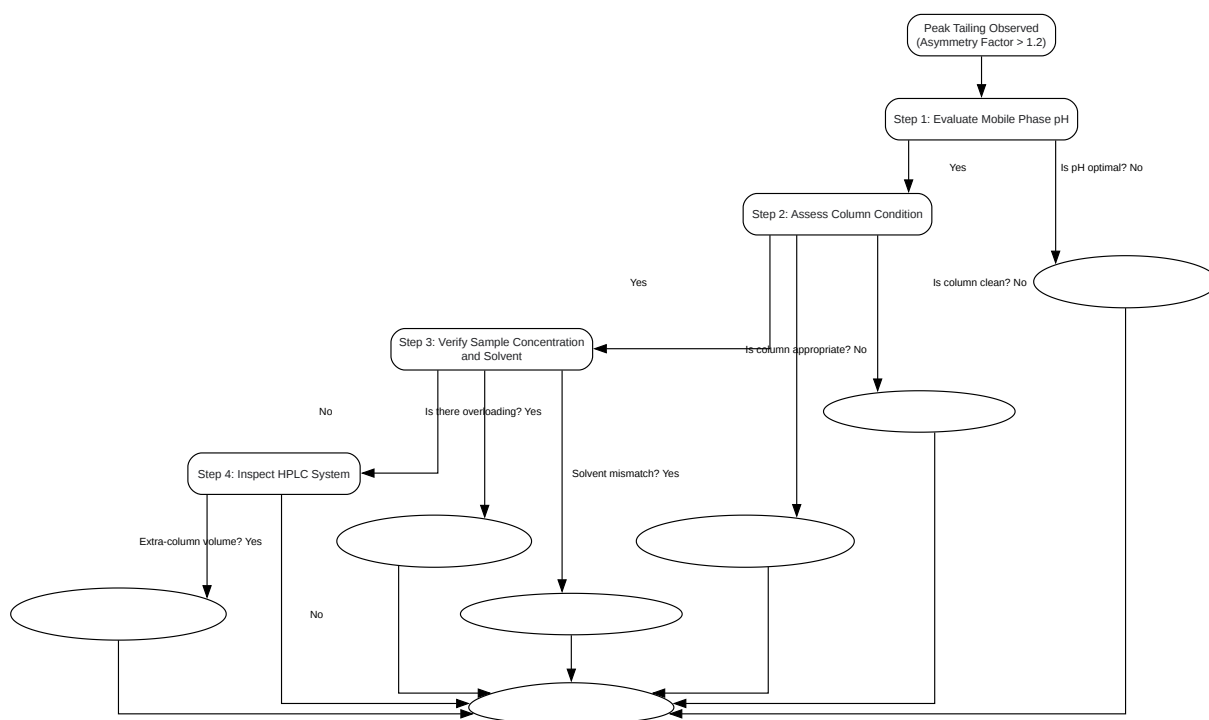 Peak Tailing Observed
(Asymmetry Factor > 1.2)
Step 1: Evaluate Mobile Phase pH
Yes
Is pH optimal? No
Step 2: Assess Column Condition
Yes
Is column clean? No
Step 3: Verify Sample Concentration
and Solvent
Is column appropriate? No
No
Is there overloading? Yes
Step 4: Inspect HPLC System
Solvent mismatch? Yes
Extra-column volume? Yes
No